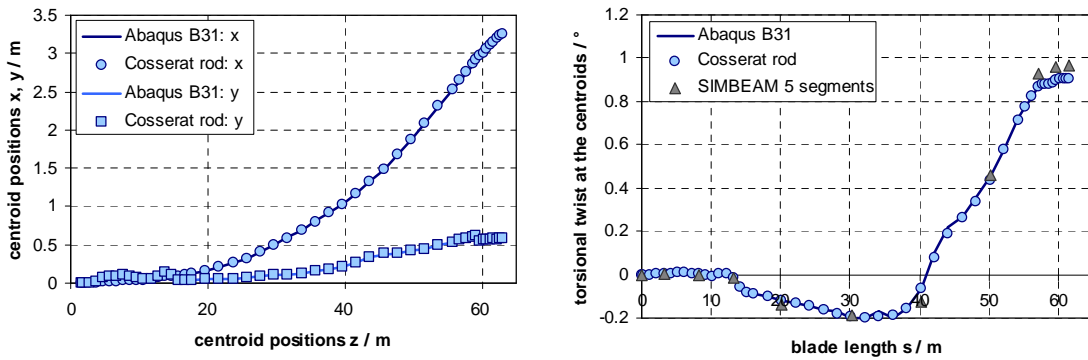 centroid positions x, y / m
3.5
3
2.5
2
1.5
1
0.5
0
0 20 40 60
centroid positions z / m
Abaqus B31: x
Cosserat rod: x
Abaqus B31: y
Cosserat rod: y
torsional twist at the centroids / °
1.2
1
0.8
0.6
0.4
0.2
0
-0.2
0 10 20 30 40 50 60
blade length s / m
Abaqus B31
Cosserat rod
SIMBEAM 5 segments